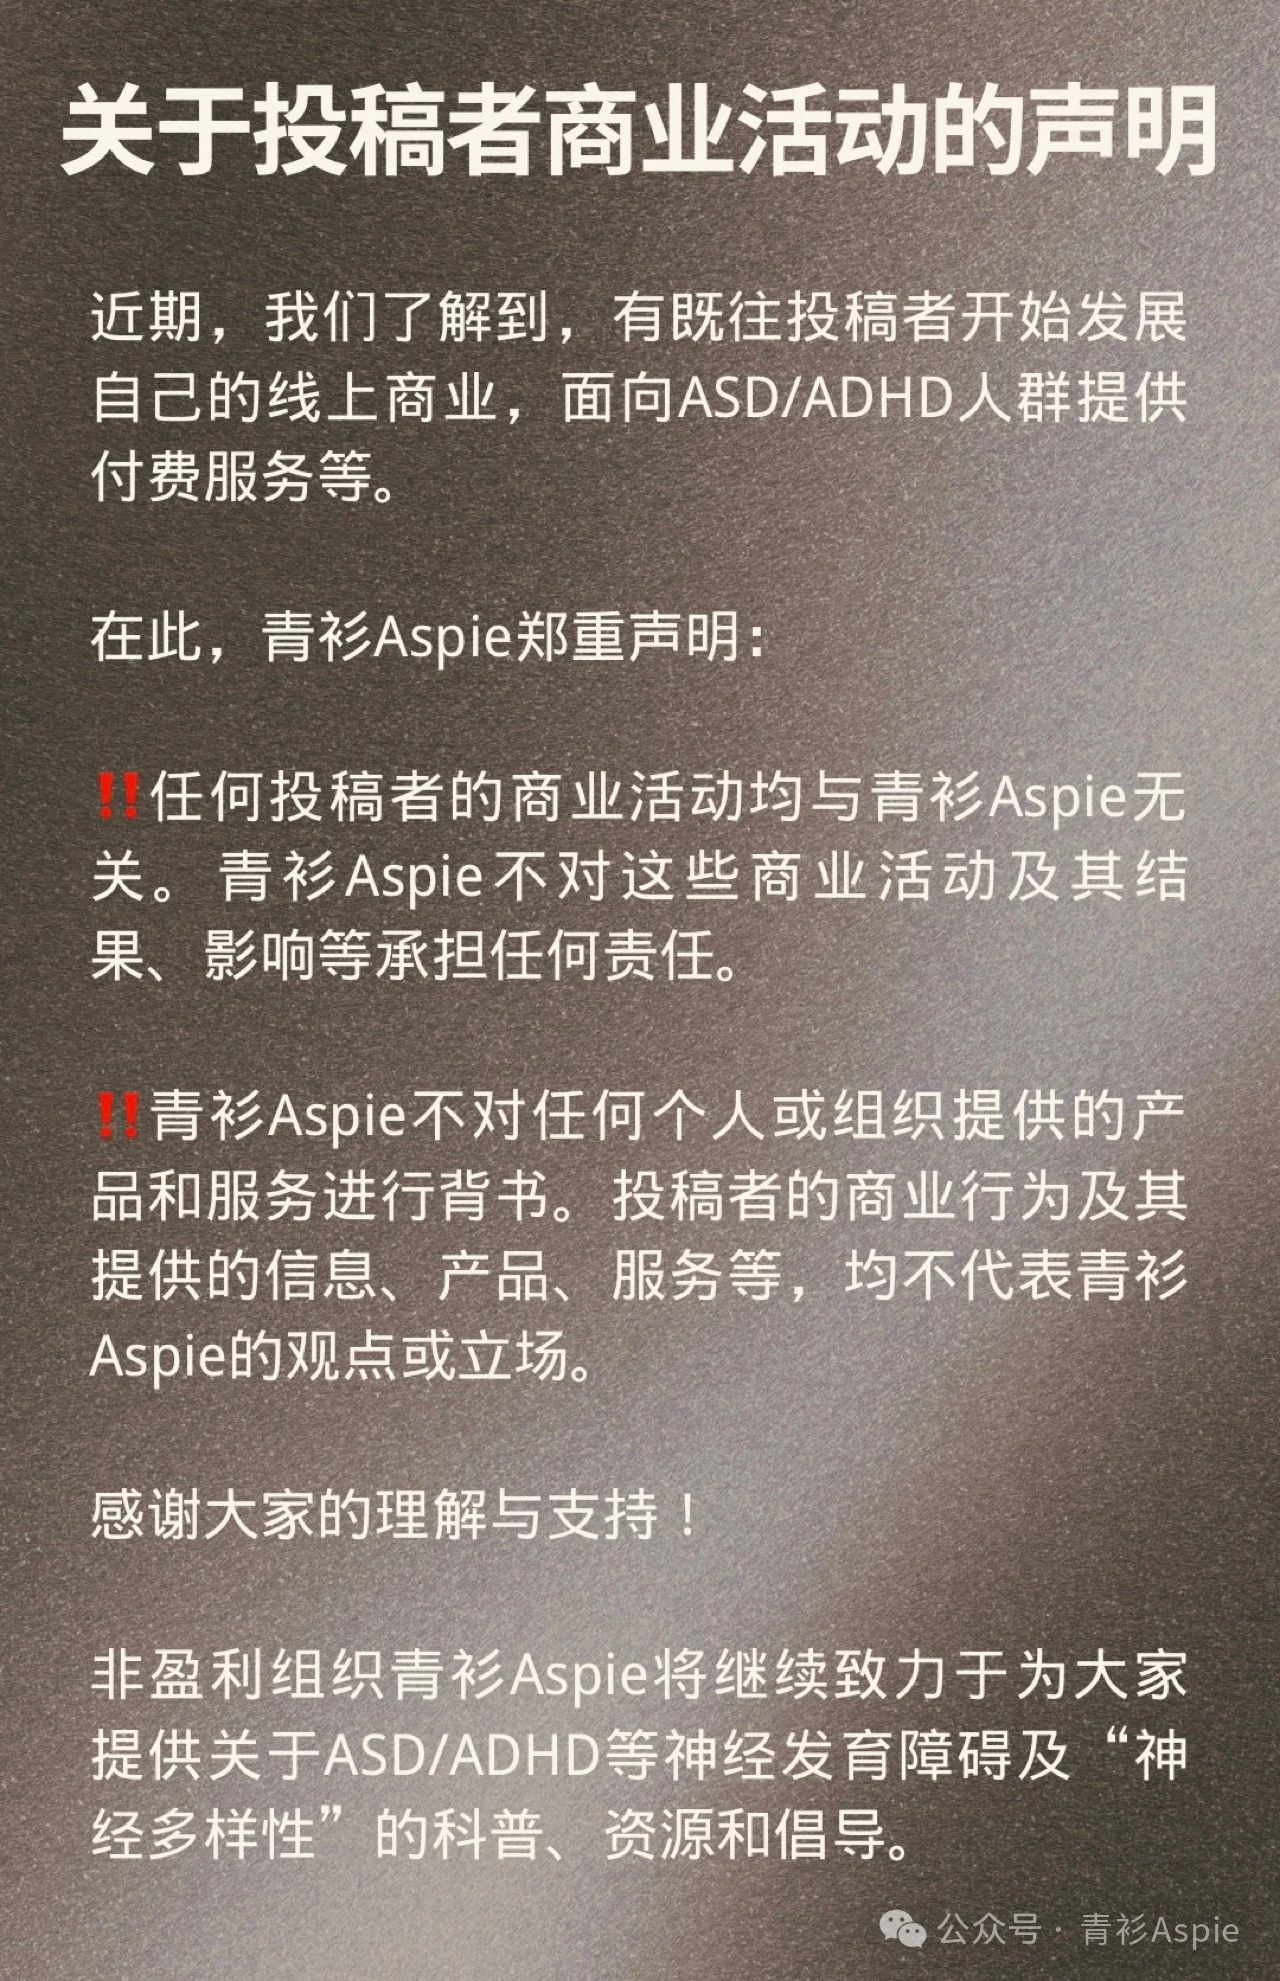 关于投稿者商业活动的声明
近期，我们了解到，有既往投稿者开始发展
自己的线上商业，面向ASD/ADHD人群提供
付费服务等。
在此，青衫Aspie郑重声明：
‼️任何投稿者的商业活动均与青衫Aspie无
关。青衫Aspie不对这些商业活动及其结
果、影响等承担任何责任。
‼️青衫Aspie不对任何个人或组织提供的产
品和服务进行背书。投稿者的商业行为及其
提供的信息、产品、服务等，均不代表青衫
Aspie的观点或立场。
感谢大家的理解与支持！
非盈利组织青衫Aspie将继续致力于为大家
提供关于ASD/ADHD等神经发育障碍及“神
经多样性”的科普、资源和倡导。
公众号·青衫Aspie